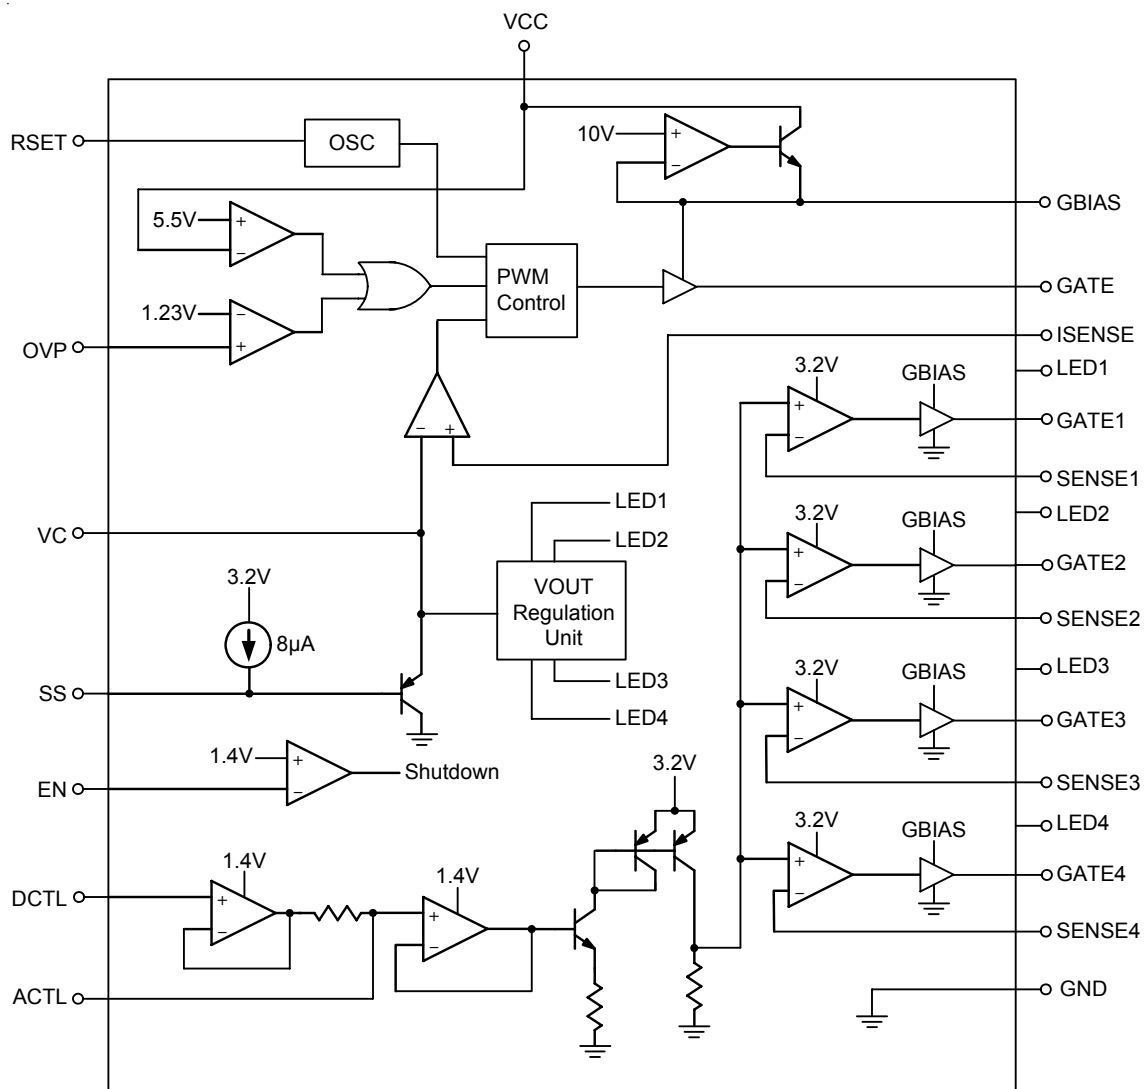 VCC
RSET
OSC
10V
+
−
GBIAS
5.5V
+
−
PWM
Control
GATE
1.23V
−
+
OVP
ISENSE
LED1
3.2V
GBIAS
+
−
GATE1
− +
SENSE1
LED1
LED2
VC
LED2
3.2V
GBIAS
+
−
GATE2
VOUT
Regulation
Unit
3.2V
8µA
SENSE2
SS
LED3
LED4
LED3
3.2V
GBIAS
+
−
GATE3
1.4V
+
−
Shutdown
EN
3.2V
SENSE3
LED4
3.2V
GBIAS
+
−
GATE4
1.4V
DCTL
+
−
1.4V
+
−
SENSE4
ACTL
GND